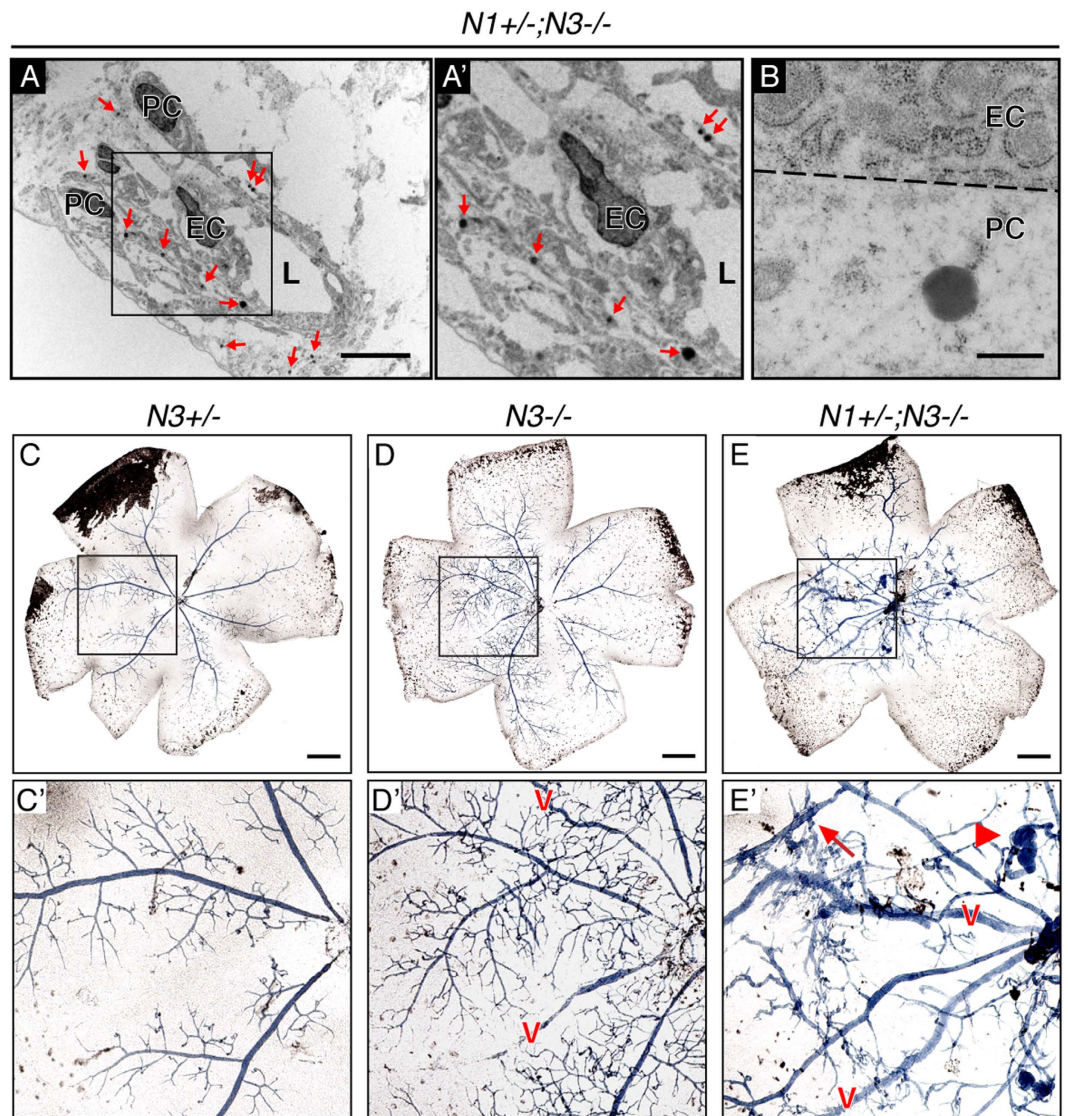 N1+/-;N3-/-
A
PC
PC
EC
L
A'
EC
L
B
EC
PC
N3+/-
N3-/-
N1+/-;N3-/-
C
D
E
C'
D'
V
V
E'
V
V